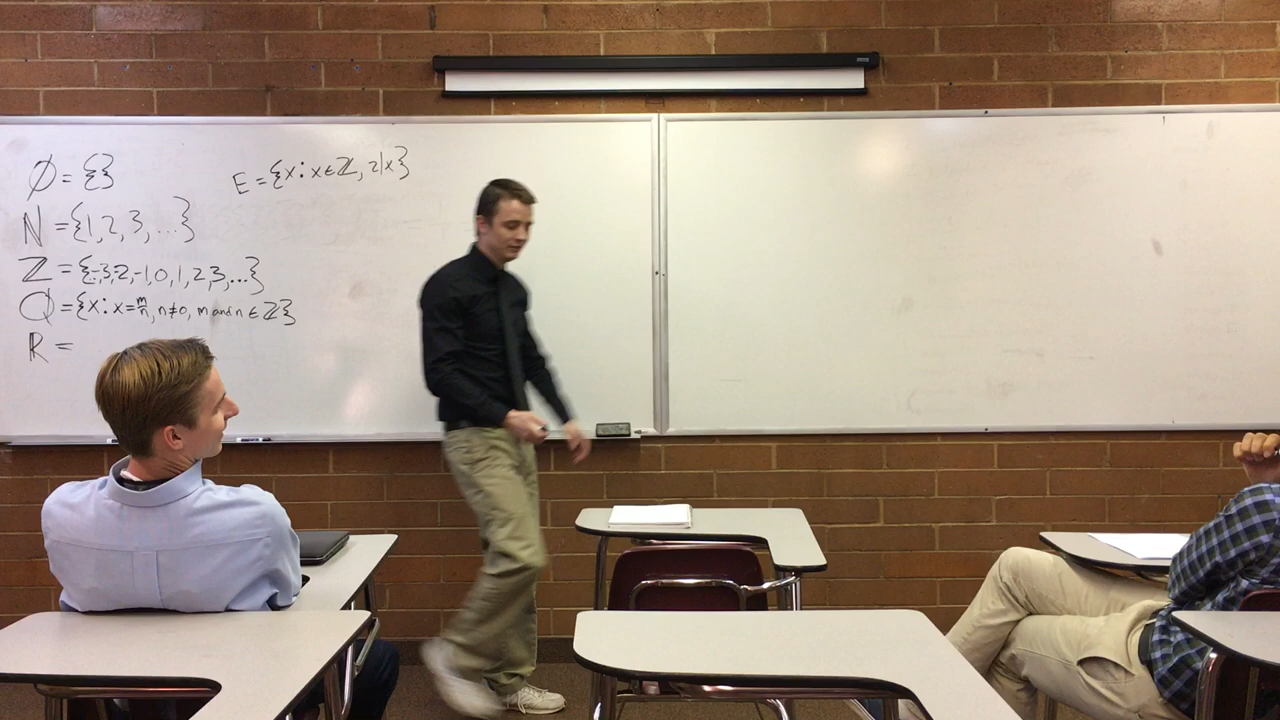 ∅ = {}
N = {1, 2, 3, ...}
ℤ = {...-3,-2,-1,0,1,2,3,...}
Q = {x : x = m/n, n≠0, m and n ∈ ℤ}
R =
E = {x : x ∈ ℤ, 2|x}